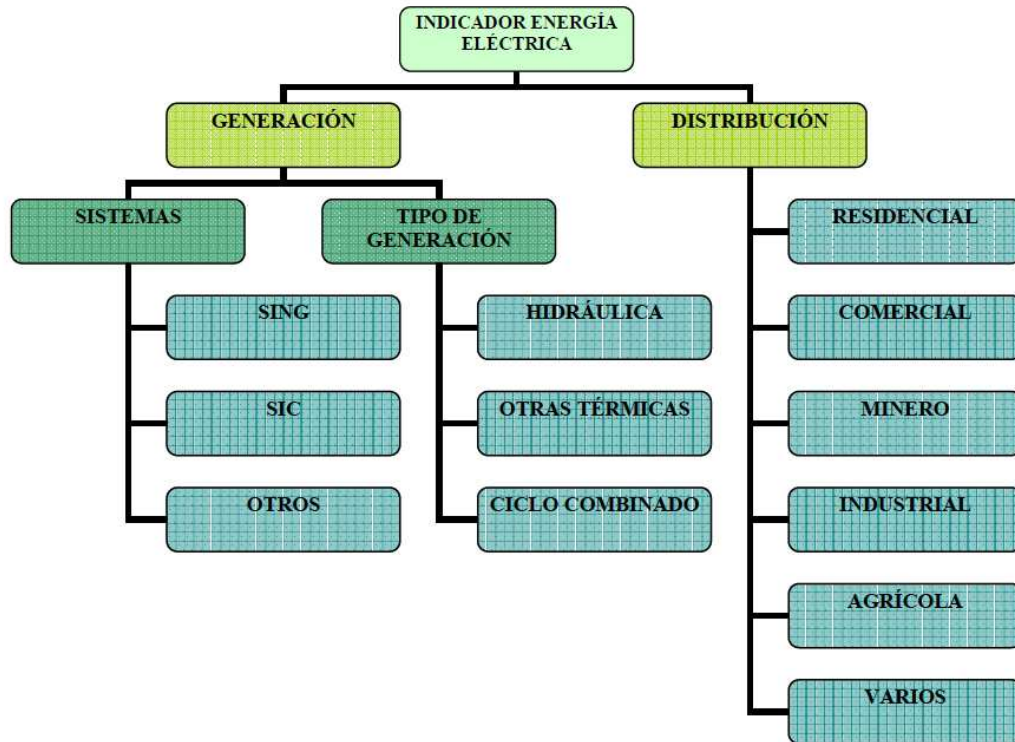 INDICADOR ENERGÍA
ELÉCTRICA
GENERACIÓN
DISTRIBUCIÓN
SISTEMAS
TIPO DE
GENERACIÓN
RESIDENCIAL
SING
HIDRÁULICA
COMERCIAL
SIC
OTRAS TÉRMICAS
MINERO
OTROS
CICLO COMBINADO
INDUSTRIAL
AGRÍCOLA
VARIOS